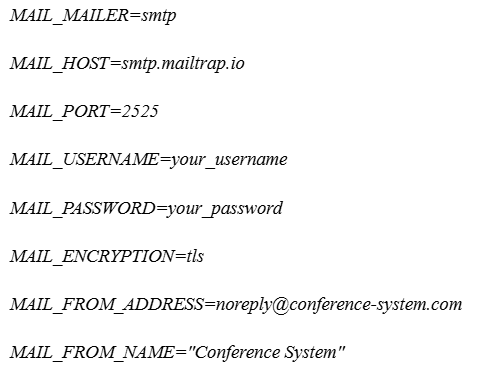 MAIL_MAILER=smtp
MAIL_HOST=smtp.mailtrap.io
MAIL_PORT=2525
MAIL_USERNAME=your_username
MAIL_PASSWORD=your_password
MAIL_ENCRYPTION=tls
MAIL_FROM_ADDRESS=noreply@conference-system.com
MAIL_FROM_NAME="Conference System"